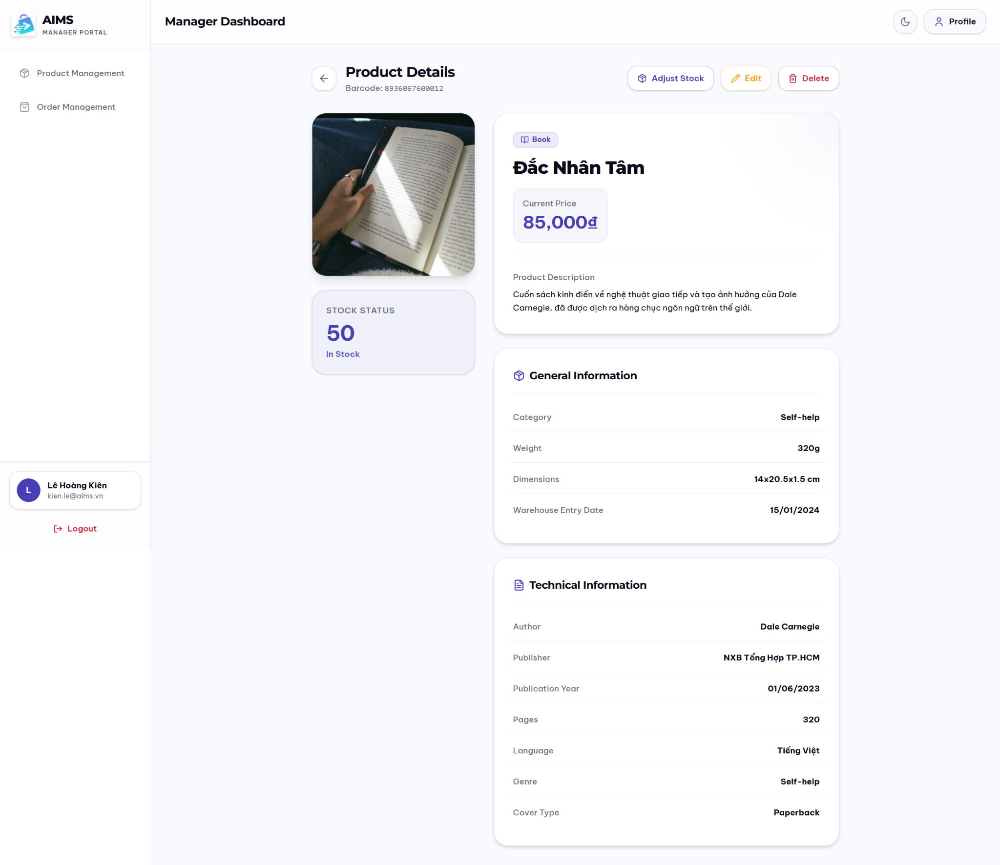 AIMS
MANAGER PORTAL
Manager Dashboard
Profile
Product Management
Order Management
Product Details
Barcode: 8936067600012
Adjust Stock
Edit
Delete
STOCK STATUS
50
In Stock
Book
Đắc Nhân Tâm
Current Price
85,000₫
Product Description
Cuốn sách kinh điển về nghệ thuật giao tiếp và tạo ảnh hưởng của Dale
Carnegie, đã được dịch ra hàng chục ngôn ngữ trên thế giới.
General Information
Category Self-help
Weight 320g
Dimensions 14x20.5x1.5 cm
Warehouse Entry Date 15/01/2024
Technical Information
Author Dale Carnegie
Publisher NXB Tổng Hợp TP.HCM
Publication Year 01/06/2023
Pages 320
Language Tiếng Việt
Genre Self-help
Cover Type Paperback
L
Lê Hoàng Kiên
kien.le@aims.vn
Logout